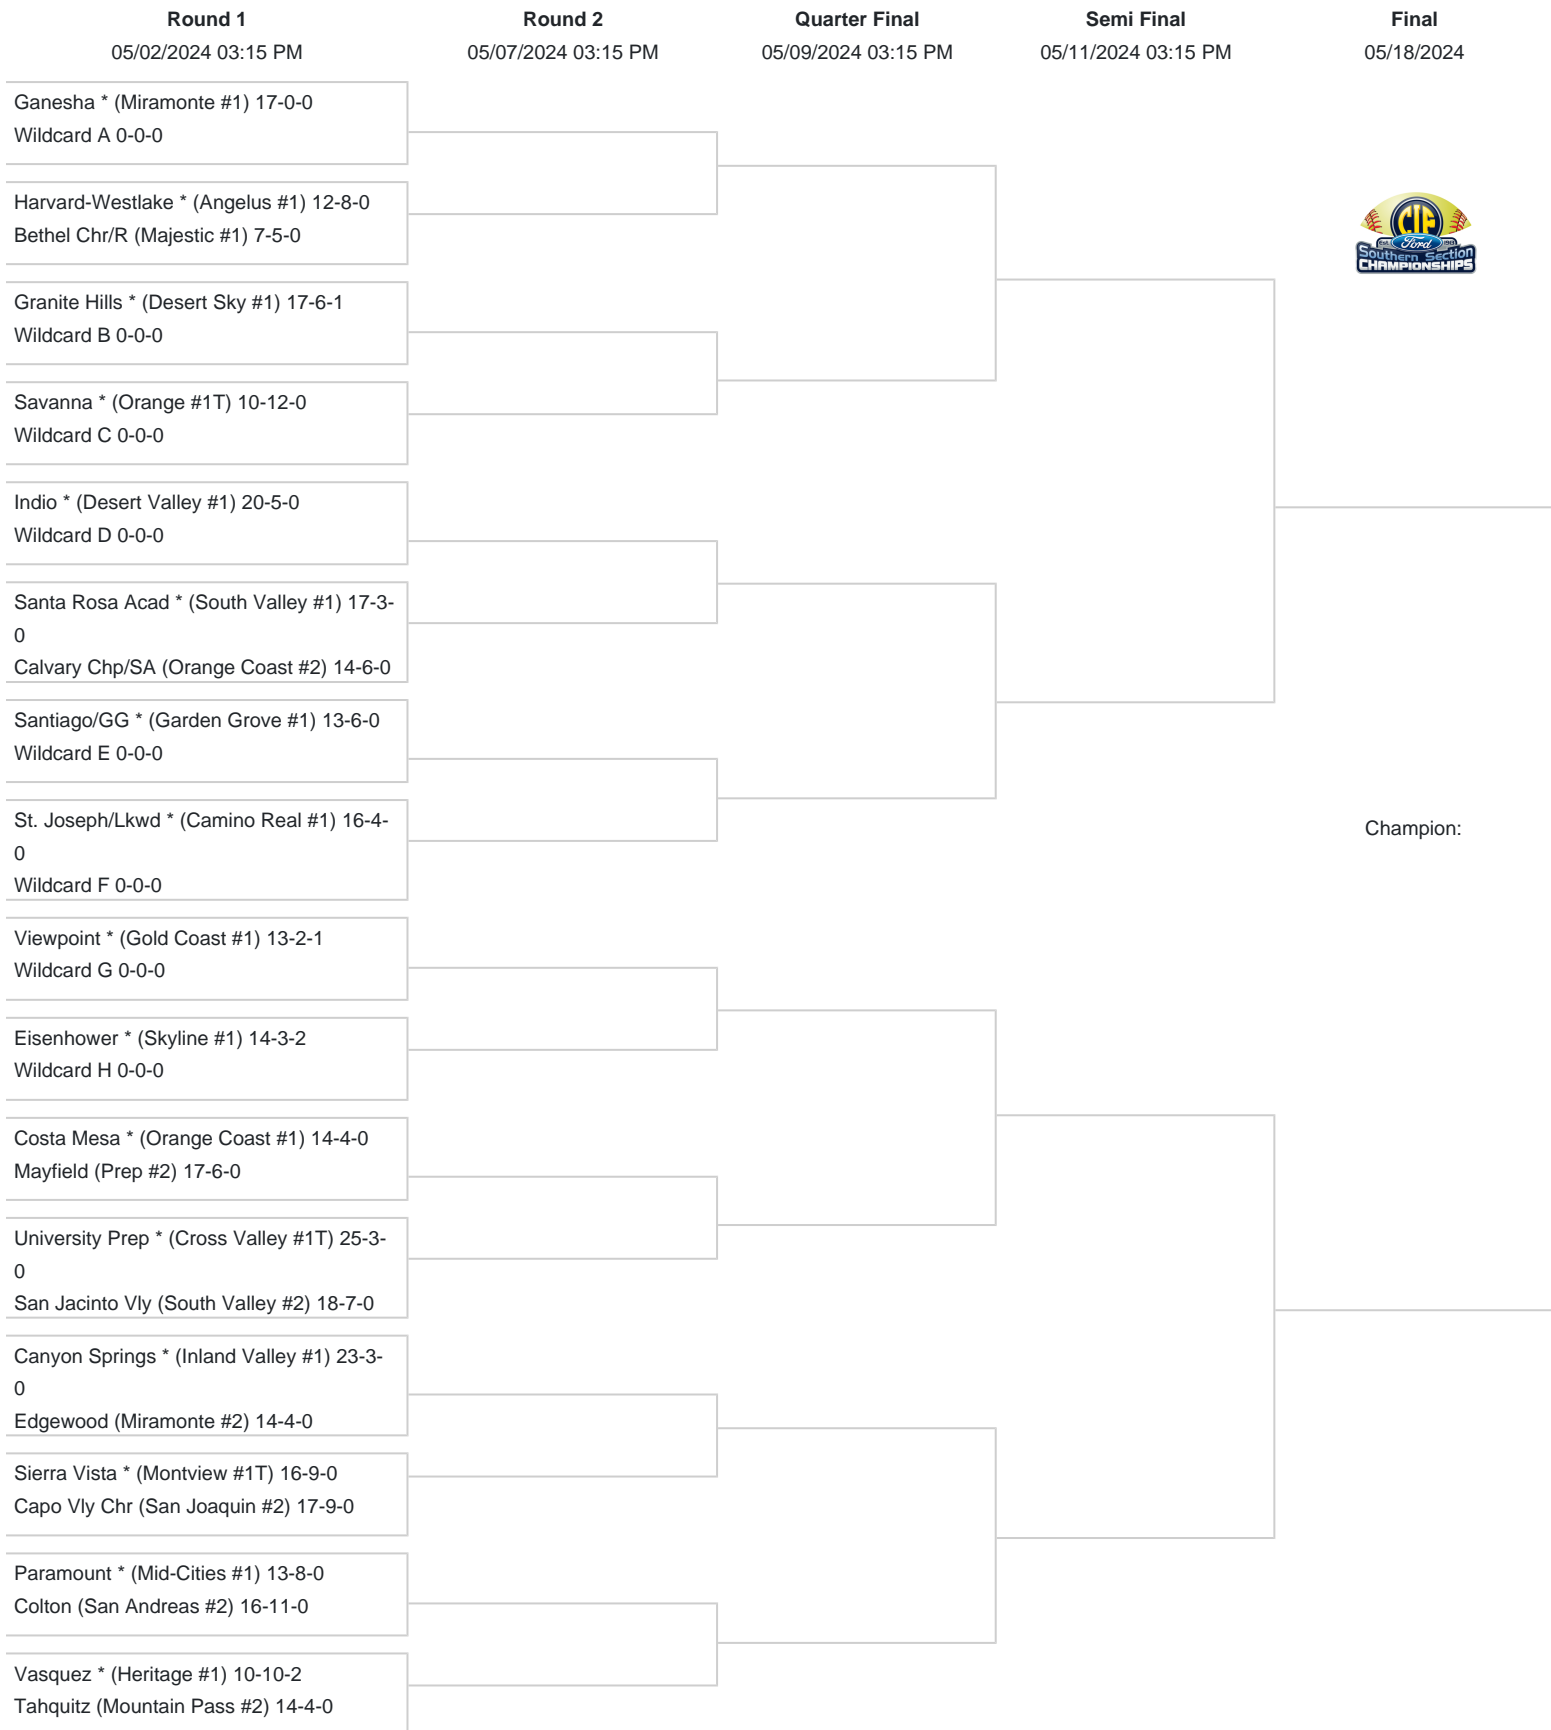 Round 1
Round 2
Quarter Final
Semi Final
Final
05/02/2024 03:15 PM
05/07/2024 03:15 PM
05/09/2024 03:15 PM
05/11/2024 03:15 PM
05/18/2024
Ganesha * (Miramonte #1) 17-0-0
Wildcard A 0-0-0
Harvard-Westlake * (Angelus #1) 12-8-0
Bethel Chr/R (Majestic #1) 7-5-0
Granite Hills * (Desert Sky #1) 17-6-1
Wildcard B 0-0-0
Savanna * (Orange #1T) 10-12-0
Wildcard C 0-0-0
Indio * (Desert Valley #1) 20-5-0
Wildcard D 0-0-0
Santa Rosa Acad * (South Valley #1) 17-3-
0
Calvary Chp/SA (Orange Coast #2) 14-6-0
Santiago/GG * (Garden Grove #1) 13-6-0
Wildcard E 0-0-0
St. Joseph/Lkwd * (Camino Real #1) 16-4-
0
Wildcard F 0-0-0
Viewpoint * (Gold Coast #1) 13-2-1
Wildcard G 0-0-0
Eisenhower * (Skyline #1) 14-3-2
Wildcard H 0-0-0
Costa Mesa * (Orange Coast #1) 14-4-0
Mayfield (Prep #2) 17-6-0
University Prep * (Cross Valley #1T) 25-3-
0
San Jacinto Vly (South Valley #2) 18-7-0
Canyon Springs * (Inland Valley #1) 23-3-
0
Edgewood (Miramonte #2) 14-4-0
Sierra Vista * (Montview #1T) 16-9-0
Capo Vly Chr (San Joaquin #2) 17-9-0
Paramount * (Mid-Cities #1) 13-8-0
Colton (San Andreas #2) 16-11-0
Vasquez * (Heritage #1) 10-10-2
Tahquitz (Mountain Pass #2) 14-4-0
CIF
Ford
Southern Section
CHAMPIONSHIPS
Champion: